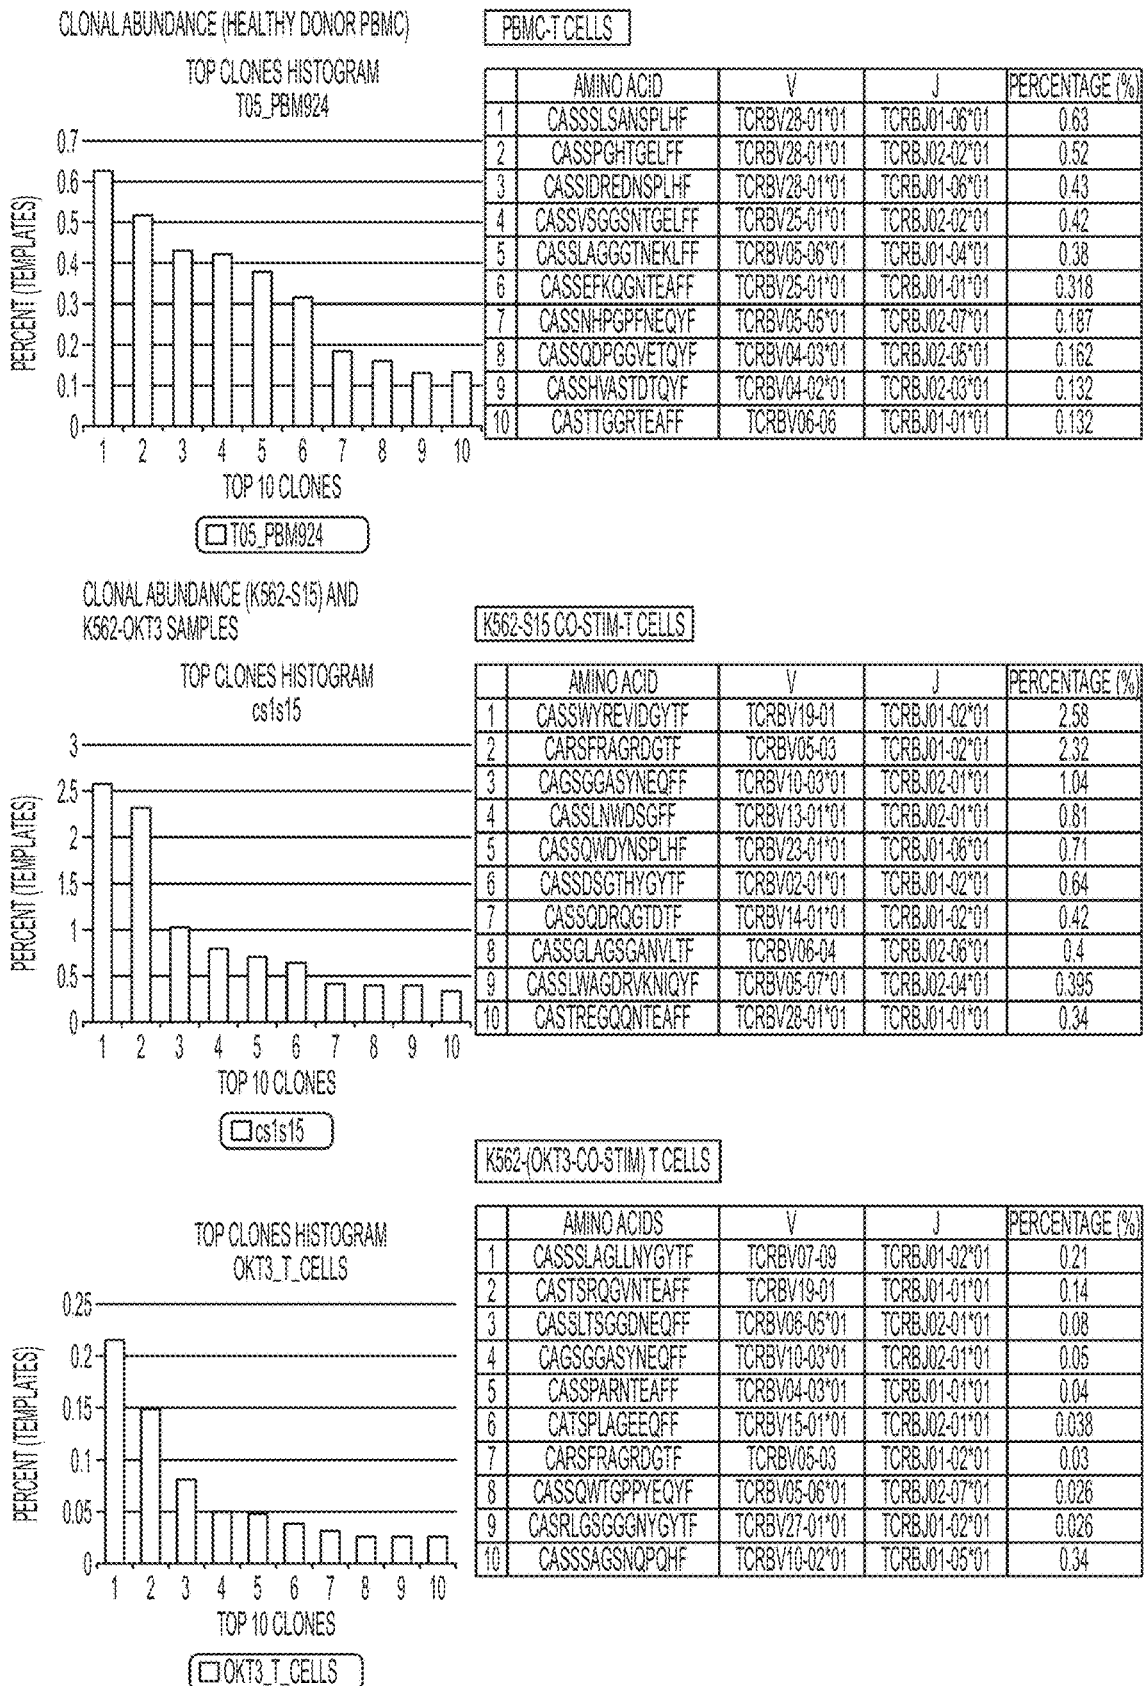 CLONAL ABUNDANCE (HEALTHY DONOR PBMC)
PBMC-T CELLS
TOP CLONES HISTOGRAM
T05_PBM924
PERCENT (TEMPLATES)
0.7
0.6
0.5
0.4
0.3
0.2
0.1
0
1 2 3 4 5 6 7 8 9 10
TOP 10 CLONES
T05_PBM924
AMINO ACID V J PERCENTAGE (%)
1 CASSSLSANSPLHF TCRBV28-01*01 TCRBJ01-06*01 0.63
2 CASSPGHTGELFF TCRBV28-01*01 TCRBJ02-02*01 0.52
3 CASSIDREDNSPLHF TCRBV28-01*01 TCRBJ01-06*01 0.43
4 CASSVSGGSNTGELFF TCRBV25-01*01 TCRBJ02-02*01 0.42
5 CASSLAGGGTNEKLFF TCRBV05-06*01 TCRBJ01-04*01 0.38
6 CASSEFKQGNTEAFF TCRBV25-01*01 TCRBJ01-01*01 0.318
7 CASSNHPGPFNEQYF TCRBV05-05*01 TCRBJ02-07*01 0.187
8 CASSQDPGGVETQYF TCRBV04-03*01 TCRBJ02-05*01 0.162
9 CASSHVASTDTQYF TCRBV04-02*01 TCRBJ02-03*01 0.132
10 CASTTGGRTEAFF TCRBV06-06 TCRBJ01-01*01 0.132
CLONAL ABUNDANCE (K562-S15) AND
K562-OKT3 SAMPLES
K562-S15 CO-STIM-T CELLS
TOP CLONES HISTOGRAM
cs1s15
PERCENT (TEMPLATES)
3
2.5
2
1.5
1
0.5
0
1 2 3 4 5 6 7 8 9 10
TOP 10 CLONES
cs1s15
AMINO ACID V J PERCENTAGE (%)
1 CASSWYREVIDGYTF TCRBV19-01 TCRBJ01-02*01 2.58
2 CARSFRAGRDGTF TCRBV05-03 TCRBJ01-02*01 2.32
3 CAGSGGASYNEQFF TCRBV10-03*01 TCRBJ02-01*01 1.04
4 CASSLNWDSGFF TCRBV13-01*01 TCRBJ02-01*01 0.81
5 CASSQWDYNSPLHF TCRBV23-01*01 TCRBJ01-06*01 0.71
6 CASSDSGTHYGYTF TCRBV02-01*01 TCRBJ01-02*01 0.64
7 CASSQDRQGTDTF TCRBV14-01*01 TCRBJ01-02*01 0.42
8 CASSGLAGSGANVLTF TCRBV06-04 TCRBJ02-06*01 0.4
9 CASSLWAGDRVKNIQYF TCRBV05-07*01 TCRBJ02-04*01 0.395
10 CASTREGQQNTEAFF TCRBV28-01*01 TCRBJ01-01*01 0.34
K562-(OKT3-CO-STIM) T CELLS
TOP CLONES HISTOGRAM
OKT3_T_CELLS
PERCENT (TEMPLATES)
0.25
0.2
0.15
0.1
0.05
0
1 2 3 4 5 6 7 8 9 10
TOP 10 CLONES
OKT3_T_CELLS
AMINO ACIDS V J PERCENTAGE (%)
1 CASSSLAGLLNYGYTF TCRBV07-09 TCRBJ01-02*01 0.21
2 CASTSRQGVNTEAFF TCRBV19-01 TCRBJ01-01*01 0.14
3 CASSLTSGGDNEQFF TCRBV06-05*01 TCRBJ02-01*01 0.08
4 CAGSGGASYNEQFF TCRBV10-03*01 TCRBJ02-01*01 0.05
5 CASSPARNTEAFF TCRBV04-03*01 TCRBJ01-01*01 0.04
6 CATSPLAGEEQFF TCRBV15-01*01 TCRBJ02-01*01 0.038
7 CARSFRAGRDGTF TCRBV05-03 TCRBJ01-02*01 0.03
8 CASSQWTGPPYEQYF TCRBV05-06*01 TCRBJ02-07*01 0.026
9 CASRLGSGGGNYGYTF TCRBV27-01*01 TCRBJ01-02*01 0.026
10 CASSSAGSNQPQHF TCRBV10-02*01 TCRBJ01-05*01 0.34